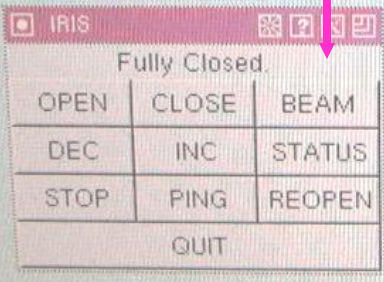 IRIS
Fully Closed.
OPEN CLOSE BEAM
DEC INC STATUS
STOP PING REOPEN
QUIT